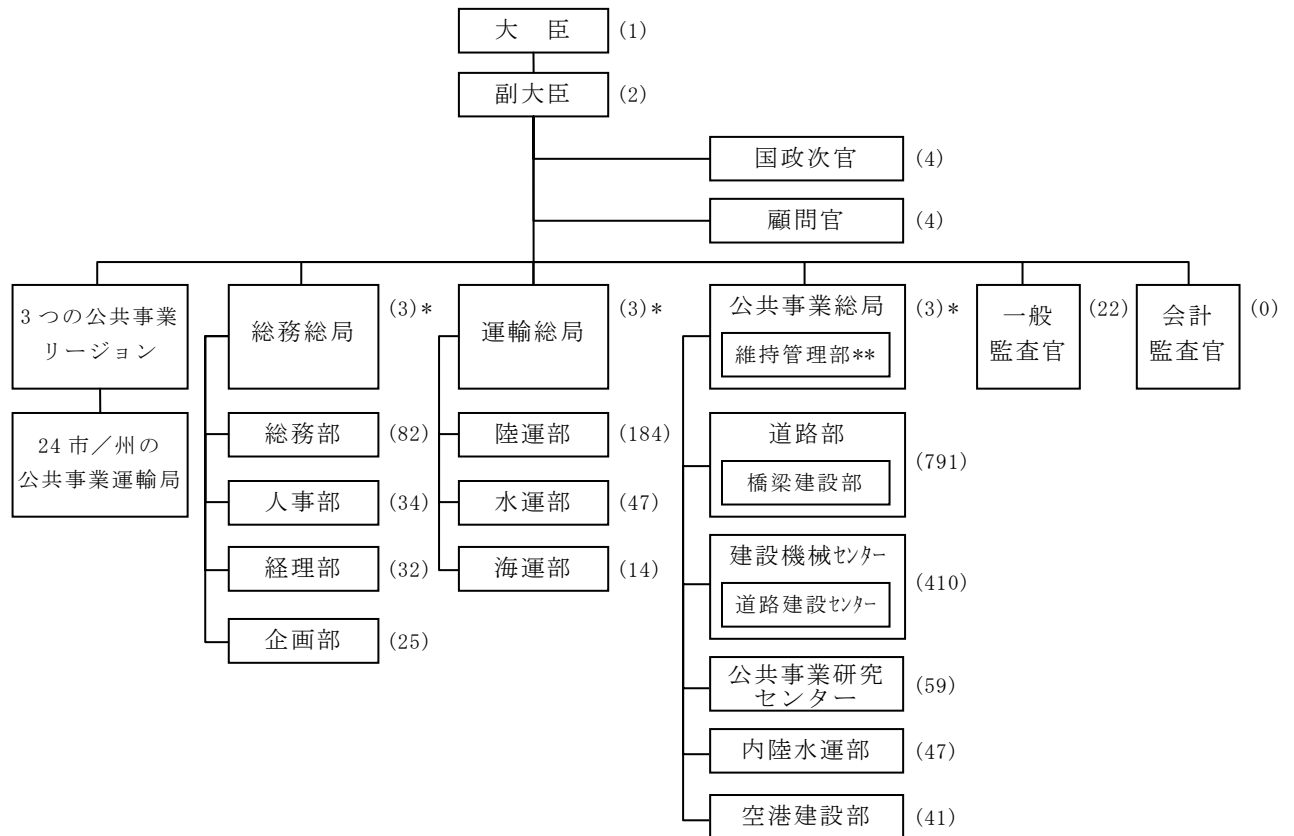 大 臣 (1)
副大臣 (2)
国政次官 (4)
顧問官 (4)
3つの公共事業
リージョン
24市／州の
公共事業運輸局
総務総局 (3)*
総務部 (82)
人事部 (34)
経理部 (32)
企画部 (25)
運輸総局 (3)*
陸運部 (184)
水運部 (47)
海運部 (14)
公共事業総局 (3)*
維持管理部**
道路部
橋梁建設部
(791)
建設機械ｾﾝﾀｰ
道路建設ｾﾝﾀｰ
(410)
公共事業研究
センター
(59)
内陸水運部 (47)
空港建設部 (41)
一般
監査官
(22)
会計
監査官
(0)